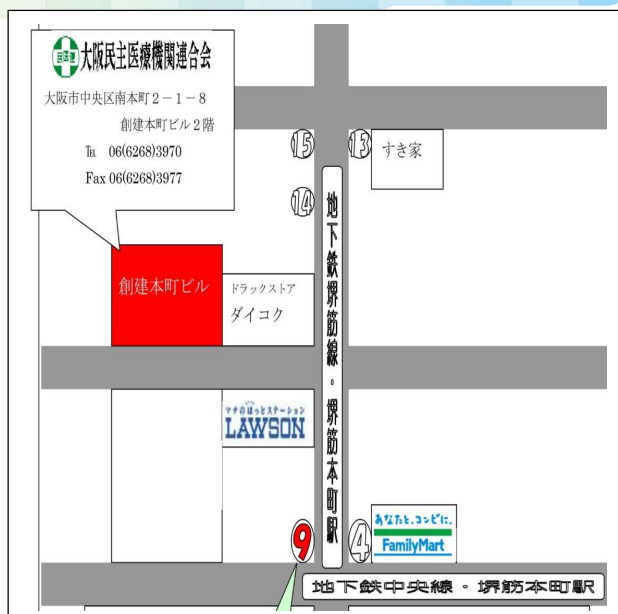 民医連
大阪民主医療機関連合会
大阪市中央区南本町2-1-8
創建本町ビル2階
℡ 06(6268)3970
Fax 06(6268)3977
⑮
⑬
すき家
⑭
地下鉄堺筋線・堺筋本町駅
創建本町ビル
ドラックストア
ダイコク
マチのほっとステーション
LAWSON
⑨
④
あなたと、コンビに、
FamilyMart
地下鉄中央線・堺筋本町駅